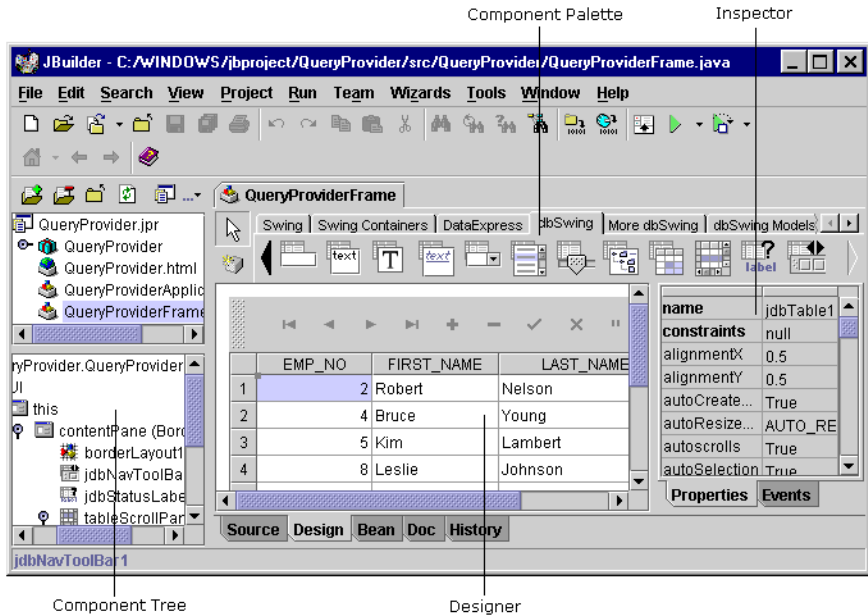 Component Palette
Inspector
JBuilder - C:/WINDOWS/jbproject/QueryProvider/src/QueryProvider/QueryProviderFrame.java
File Edit Search View Project Run Team Wizards Tools Window Help
QueryProviderFrame
QueryProvider.jpr
QueryProvider
QueryProvider.html
QueryProviderApplic
QueryProviderFrame
Swing Swing Containers DataExpress dbSwing More dbSwing dbSwing Models
text T text label
EMP_NO FIRST_NAME LAST_NAME
1 2 Robert Nelson
2 4 Bruce Young
3 5 Kim Lambert
4 8 Leslie Johnson
name jdbTable1
constraints null
alignmentX 0.5
alignmentY 0.5
autoCreate... True
autoResize... AUTO_RE
autoscrolls True
autoSelection True
Properties Events
ryProvider.QueryProvider
UI
this
contentPane (Bord
borderLayout1
jdbNavToolBa
jdbStatusLabe
tableScrollPan
Source Design Bean Doc History
jdbNavToolBar1
Component Tree
Designer